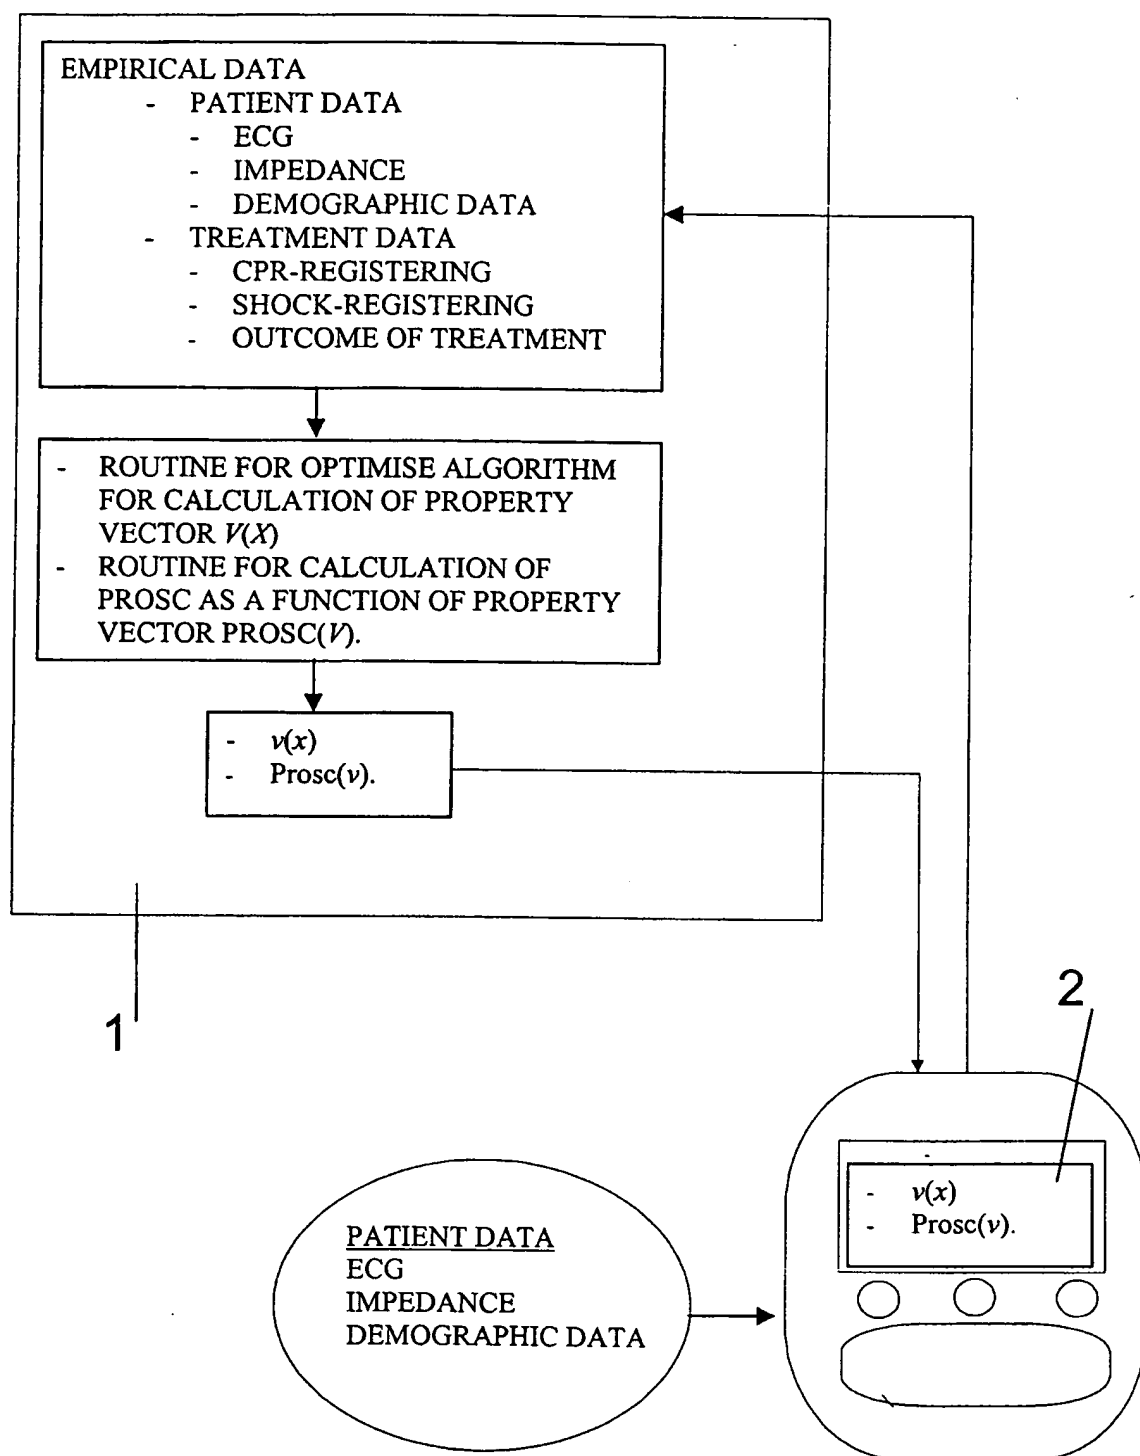 EMPIRICAL DATA
- PATIENT DATA
- ECG
- IMPEDANCE
- DEMOGRAPHIC DATA
- TREATMENT DATA
- CPR-REGISTERING
- SHOCK-REGISTERING
- OUTCOME OF TREATMENT
- ROUTINE FOR OPTIMISE ALGORITHM
FOR CALCULATION OF PROPERTY
VECTOR V(X)
- ROUTINE FOR CALCULATION OF
PROSC AS A FUNCTION OF PROPERTY
VECTOR PROSC(V).
- v(x)
- Prosc(v).
1
2
- v(x)
- Prosc(v).
PATIENT DATA
ECG
IMPEDANCE
DEMOGRAPHIC DATA